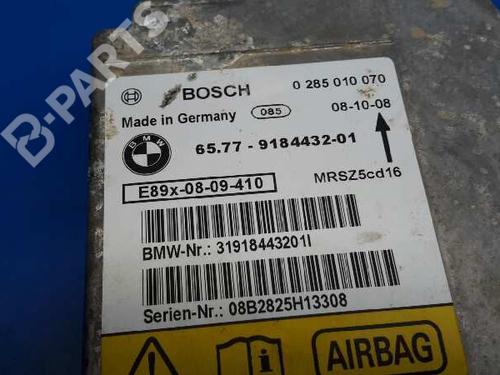 B-PARTS
BOSCH 0 285 010 070
Made in Germany 085 08-10-08
BMW 65.77 - 9184432-01
E89x-08-09-410 MRSZ5cd16
BMW-Nr.: 31918443201I
Serien-Nr.: 08B2825H13308
AIRBAG